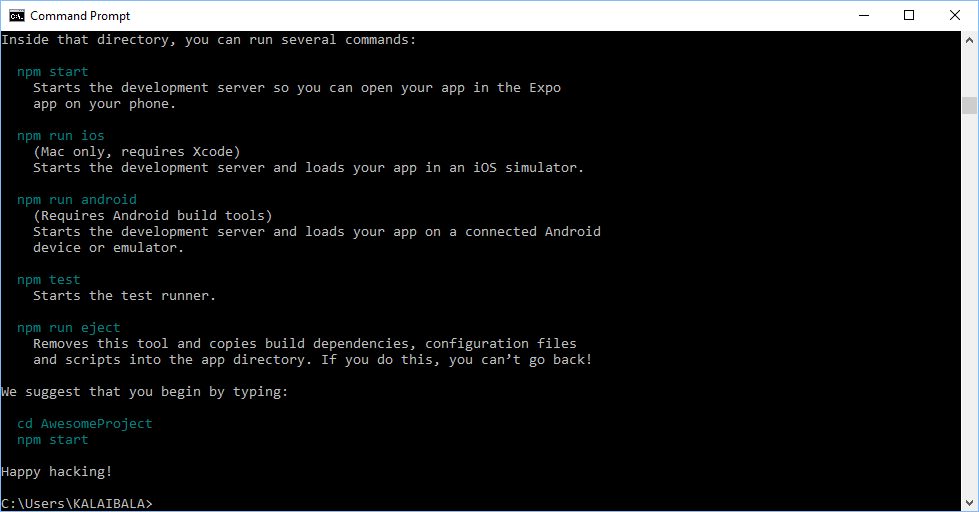 Command Prompt
Inside that directory, you can run several commands:
npm start
Starts the development server so you can open your app in the Expo
app on your phone.
npm run ios
(Mac only, requires Xcode)
Starts the development server and loads your app in an iOS simulator.
npm run android
(Requires Android build tools)
Starts the development server and loads your app on a connected Android
device or emulator.
npm test
Starts the test runner.
npm run eject
Removes this tool and copies build dependencies, configuration files
and scripts into the app directory. If you do this, you can’t go back!
We suggest that you begin by typing:
cd AwesomeProject
npm start
Happy hacking!
C:\Users\KALAIBALA>